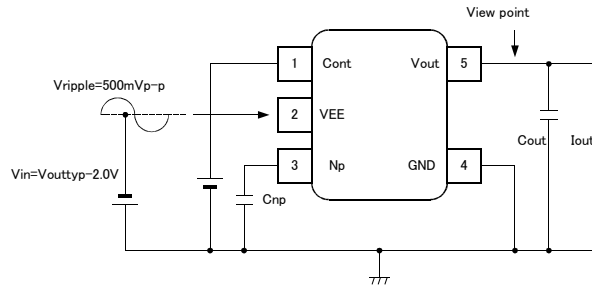 View point
1 Cont Vout 5
Vripple=500mVp-p
2 VEE
Cout Iout
3 Np GND 4
Vin=Vouttyp-2.0V
Cnp